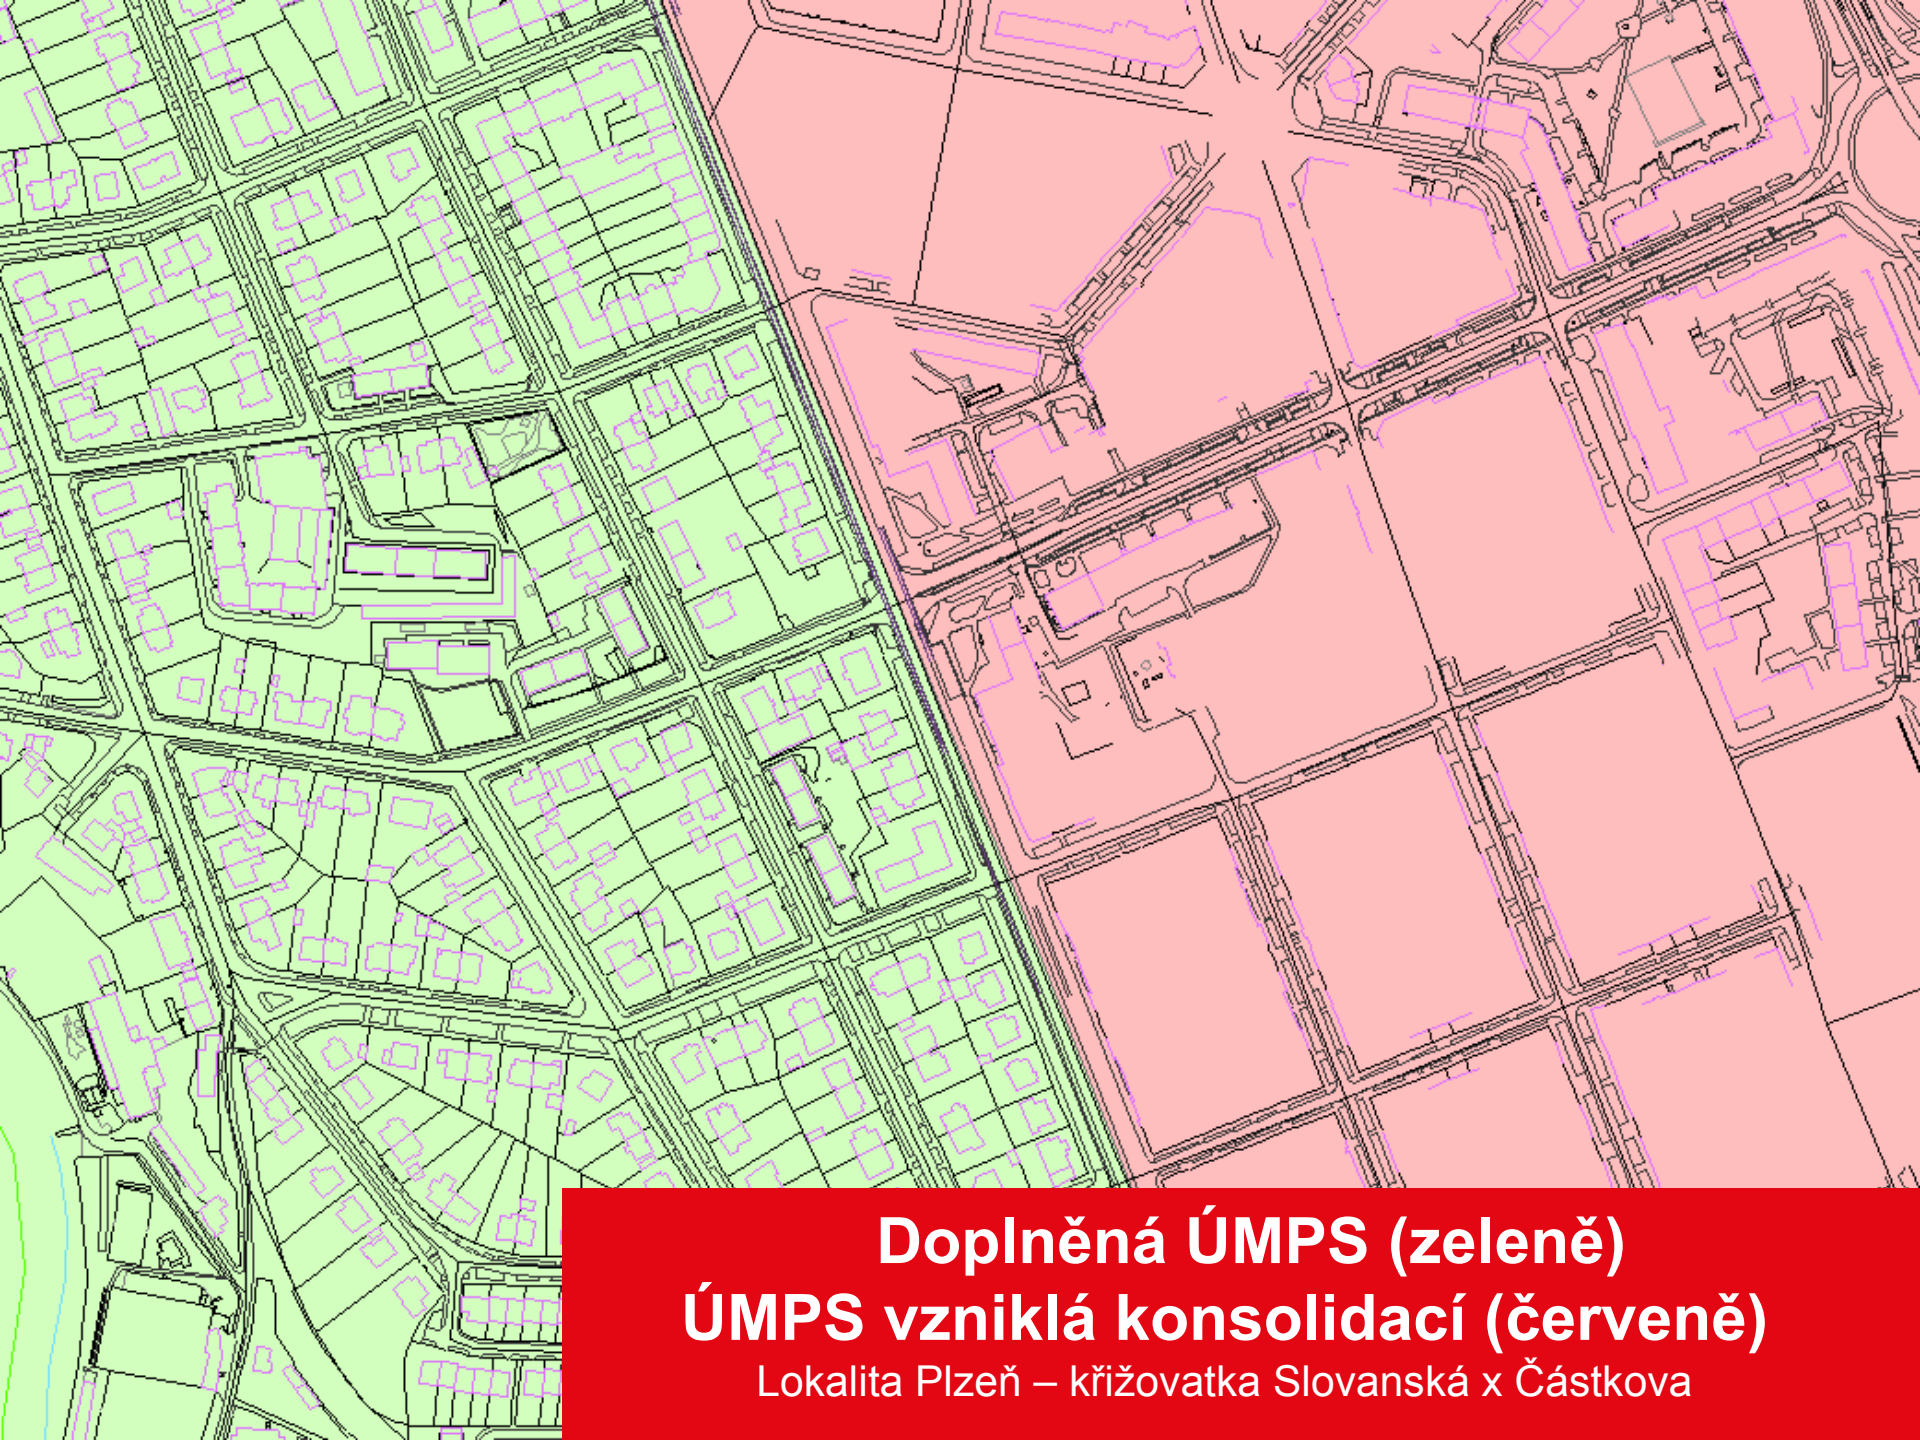 Doplněná ÚMPS (zeleně)
ÚMPS vzniklá konsolidací (červeně)
Lokalita Plzeň – křižovatka Slovanská x Částkova